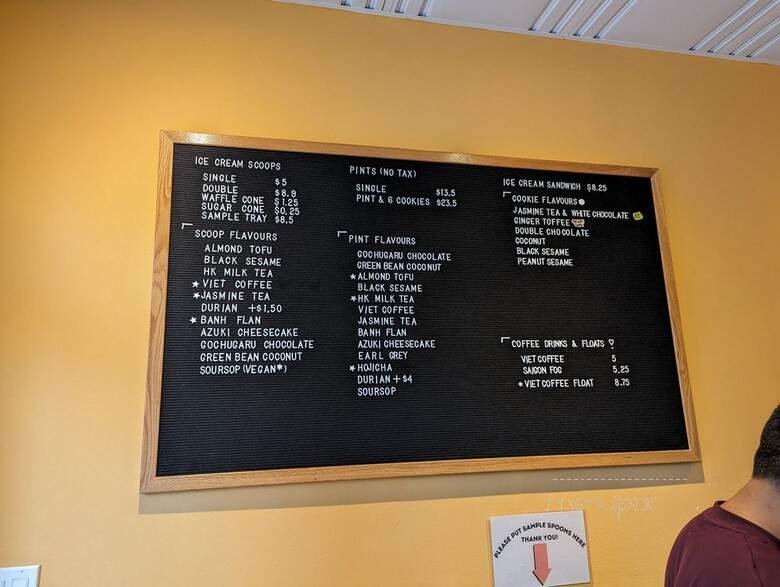 ICE CREAM SCOOPS
SINGLE $5
DOUBLE $8.9
WAFFLE CONE $1.25
SUGAR CONE $0.25
SAMPLE TRAY $8.5
SCOOP FLAVOURS
ALMOND TOFU
BLACK SESAME
HK MILK TEA
★ VIET COFFEE
★ JASMINE TEA
DURIAN +$1.50
★ BANH FLAN
AZUKI CHEESECAKE
GOCHUGARU CHOCOLATE
GREEN BEAN COCONUT
SOURSOP (VEGAN*)
PINTS (NO TAX)
SINGLE $13.5
PINT & 6 COOKIES $23.5
PINT FLAVOURS
GOCHUGARU CHOCOLATE
GREEN BEAN COCONUT
★ ALMOND TOFU
BLACK SESAME
★ HK MILK TEA
VIET COFFEE
JASMINE TEA
BANH FLAN
AZUKI CHEESECAKE
EARL GREY
★ HOJICHA
DURIAN + $4
SOURSOP
ICE CREAM SANDWICH $8.25
COOKIE FLAVOURS
JASMINE TEA & WHITE CHOCOLATE
GINGER TOFFEE
DOUBLE CHOCOLATE
COCONUT
BLACK SESAME
PEANUT SESAME
COFFEE DRINKS & FLOATS ♡
VIET COFFEE 5
SAIGON FOG 5.25
★ VIET COFFEE FLOAT 8.75
PLEASE PUT SAMPLE SPOONS HERE
THANK YOU!